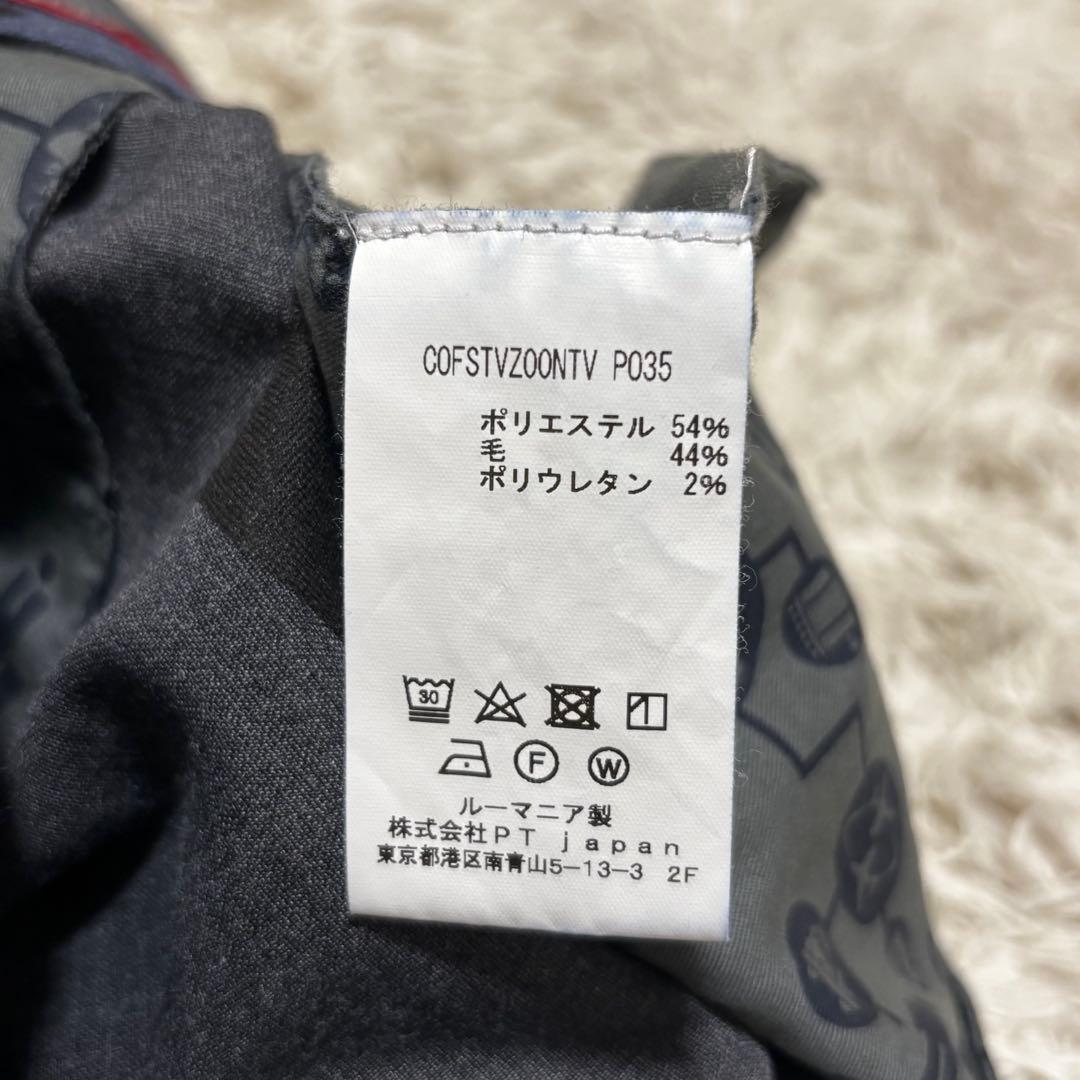 COFSTVZ00NTV P035
ポリエステル 54%
毛 44%
ポリウレタン 2%
30
F W
ルーマニア製
株式会社PT japan
東京都港区南青山5-13-3 2F